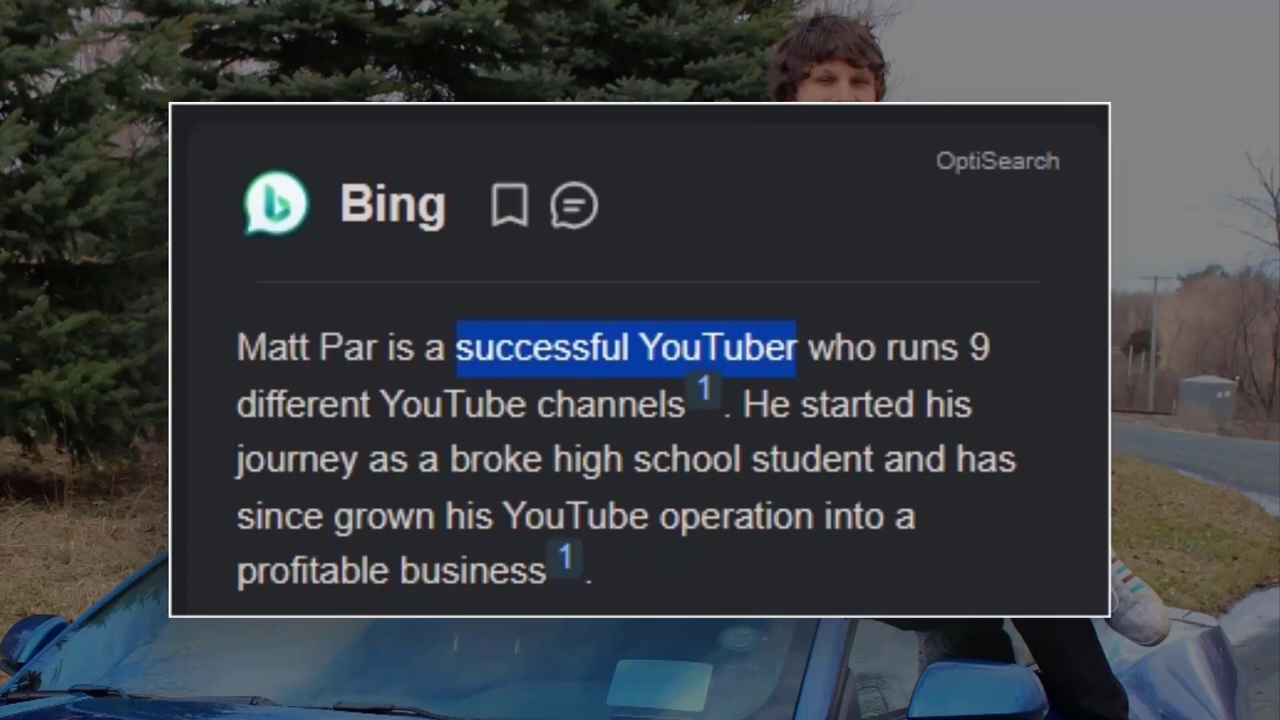 OptiSearch
Bing
Matt Par is a successful YouTuber who runs 9
different YouTube channels 1 . He started his
journey as a broke high school student and has
since grown his YouTube operation into a
profitable business 1 .